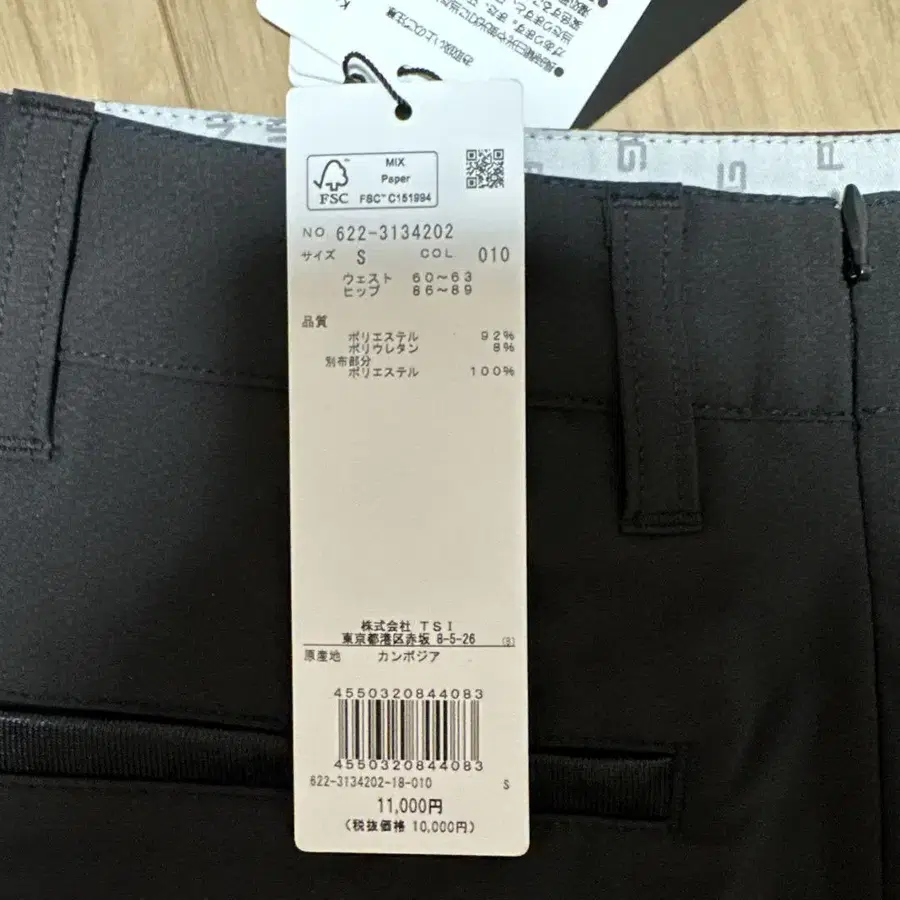 MIX
Paper
FSC™ C151994
FSC
NO 622-3134202
サイズ S COL 010
ウェスト 60～63
ヒップ 86～89
品質
ポリエステル 92%
ポリウレタン 8%
別布部分
ポリエステル 100%
株式会社 TSI
東京都港区赤坂 8-5-26
原産地 カンボジア
4550320844083
4550320844083
622-3134202-18-010 S
11,000円
(税抜価格 10,000円)